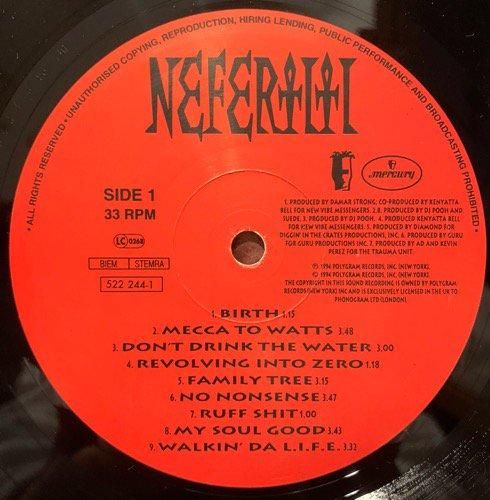 • ALL RIGHTS RESERVED • UNAUTHORISED COPYING, REPRODUCTION, HIRING LENDING, PUBLIC PERFORMANCE AND BROADCASTING PROHIBITED •
NEFERTITI
mercury
SIDE 1
33 RPM
LC 0268
BIEM STEMRA
522 244-1
1. PRODUCED BY DAMAR STRONG; CO-PRODUCED BY KENYATTA
BELL FOR NEW VIBE MESSENGERS. 2.8. PRODUCED BY DJ POOH AND
SUEDE. 3. PRODUCED BY DJ POOH. 4. PRODUCED KENYATTA BELL
FOR NEW VIBE MESSENGERS. 5. PRODUCED BY DIAMOND FOR
DIGGIN' IN THE CRATES PRODUCTIONS, INC. 6. PRODUCED BY GURU
FOR GURU PRODUCTIONS INC. 7. PRODUCED BY AD AND KEVIN
PEREZ FOR THE TRAUMA UNIT.
℗ 1994 POLYGRAM RECORDS, INC. (NEW YORK).
© 1994 POLYGRAM RECORDS, INC. (NEW YORK).
THE COPYRIGHT IN THIS SOUND RECORDING IS OWNED BY POLYGRAM
RECORDS (NEW YORK) INC AND IS EXCLUSIVELY LICENSED IN THE UK TO
PHONOGRAM LTD (LONDON).
1. BIRTH 1.15
2. MECCA TO WATTS 3.48
3. DON'T DRINK THE WATER 3.00
4. REVOLVING INTO ZERO 1.18
5. FAMILY TREE 3.15
6. NO NONSENSE 3.47
7. RUFF SHIT 1.00
8. MY SOUL GOOD 3.43
9. WALKIN' DA L.I.F.E. 3.33